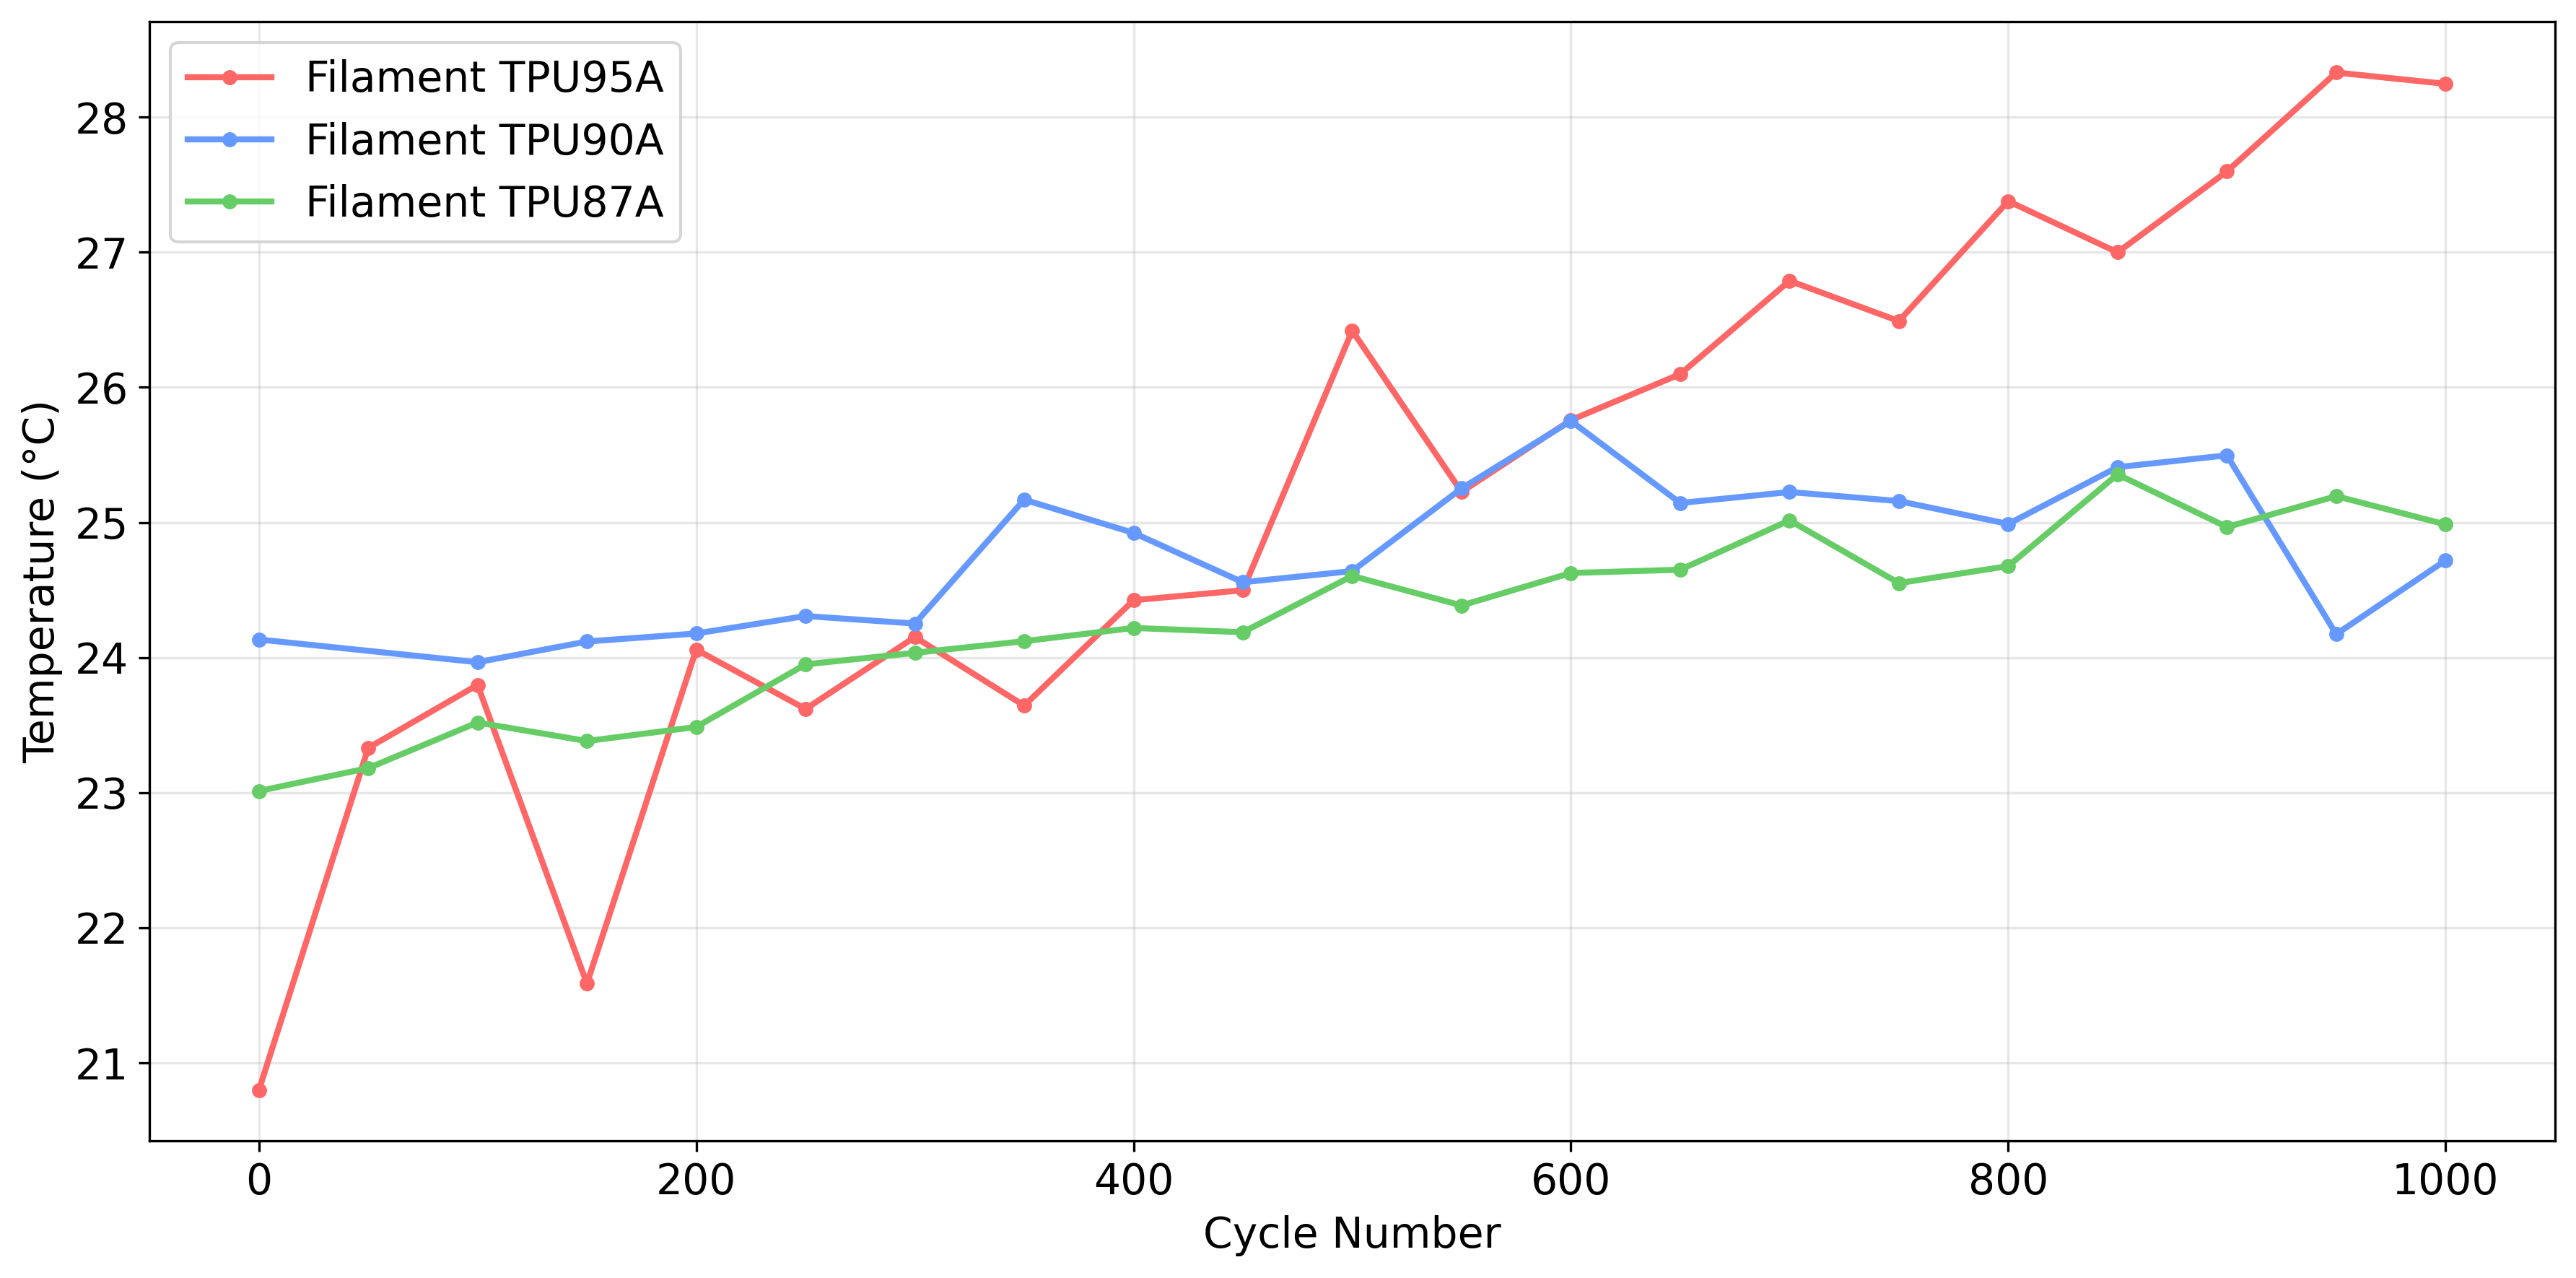 Filament TPU95A
Filament TPU90A
Filament TPU87A
28
27
26
25
24
23
22
21
Temperature (°C)
0 200 400 600 800 1000
Cycle Number